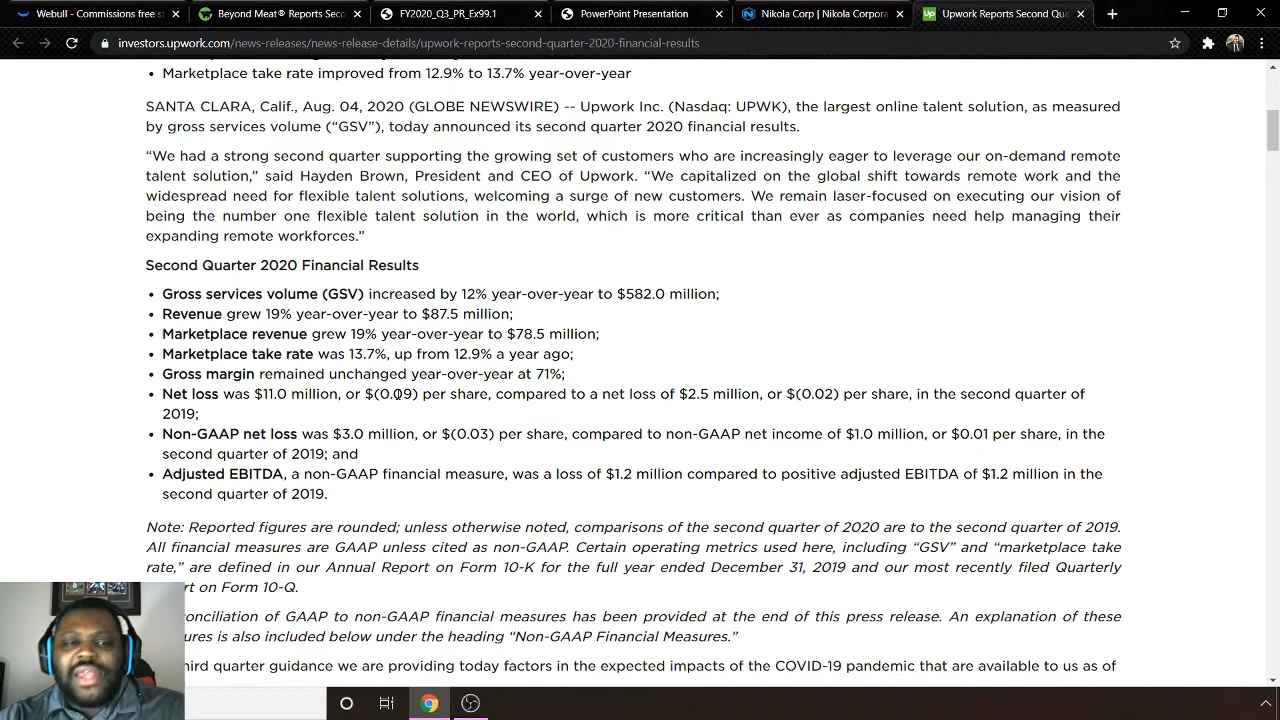 Webull - Commissions free s
Beyond Meat® Reports Secon
FY2020_Q3_PR_Ex99.1
PowerPoint Presentation
Nikola Corp | Nikola Corpora
Upwork Reports Second Qua
investors.upwork.com/news-releases/news-release-details/upwork-reports-second-quarter-2020-financial-results
• Marketplace take rate improved from 12.9% to 13.7% year-over-year
SANTA CLARA, Calif., Aug. 04, 2020 (GLOBE NEWSWIRE) -- Upwork Inc. (Nasdaq: UPWK), the largest online talent solution, as measured
by gross services volume (“GSV”), today announced its second quarter 2020 financial results.
“We had a strong second quarter supporting the growing set of customers who are increasingly eager to leverage our on-demand remote
talent solution,” said Hayden Brown, President and CEO of Upwork. “We capitalized on the global shift towards remote work and the
widespread need for flexible talent solutions, welcoming a surge of new customers. We remain laser-focused on executing our vision of
being the number one flexible talent solution in the world, which is more critical than ever as companies need help managing their
expanding remote workforces.”
Second Quarter 2020 Financial Results
• Gross services volume (GSV) increased by 12% year-over-year to $582.0 million;
• Revenue grew 19% year-over-year to $87.5 million;
• Marketplace revenue grew 19% year-over-year to $78.5 million;
• Marketplace take rate was 13.7%, up from 12.9% a year ago;
• Gross margin remained unchanged year-over-year at 71%;
• Net loss was $11.0 million, or $(0.09) per share, compared to a net loss of $2.5 million, or $(0.02) per share, in the second quarter of
2019;
• Non-GAAP net loss was $3.0 million, or $(0.03) per share, compared to non-GAAP net income of $1.0 million, or $0.01 per share, in the
second quarter of 2019; and
• Adjusted EBITDA, a non-GAAP financial measure, was a loss of $1.2 million compared to positive adjusted EBITDA of $1.2 million in the
second quarter of 2019.
Note: Reported figures are rounded; unless otherwise noted, comparisons of the second quarter of 2020 are to the second quarter of 2019.
All financial measures are GAAP unless cited as non-GAAP. Certain operating metrics used here, including “GSV” and “marketplace take
rate,” are defined in our Annual Report on Form 10-K for the full year ended December 31, 2019 and our most recently filed Quarterly
rt on Form 10-Q.
conciliation of GAAP to non-GAAP financial measures has been provided at the end of this press release. An explanation of these
ures is also included below under the heading “Non-GAAP Financial Measures.”
hird quarter guidance we are providing today factors in the expected impacts of the COVID-19 pandemic that are available to us as of